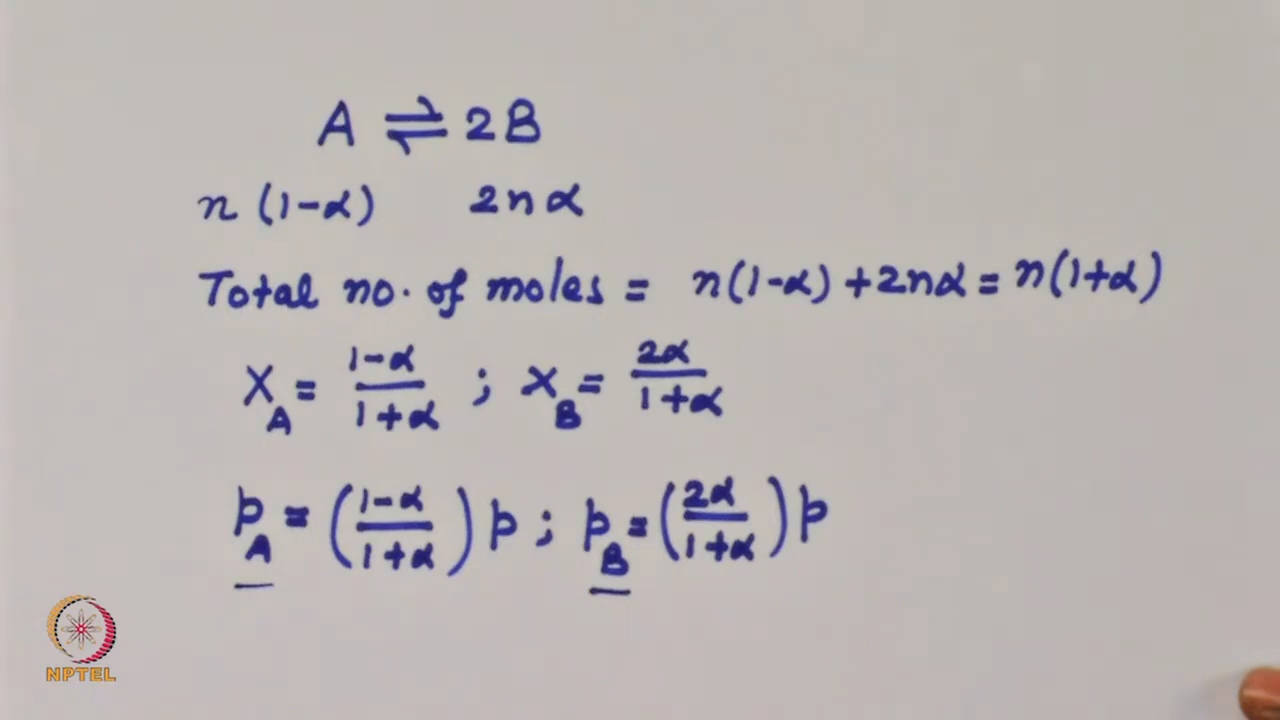 A ⇌ 2B
n (1-α) 2nα
Total no. of moles = n(1-α) + 2nα = n(1+α)
X_A = (1-α)/(1+α) ; x_B = 2α/(1+α)
p_A = ((1-α)/(1+α)) p ; p_B = (2α/(1+α)) p
NPTEL